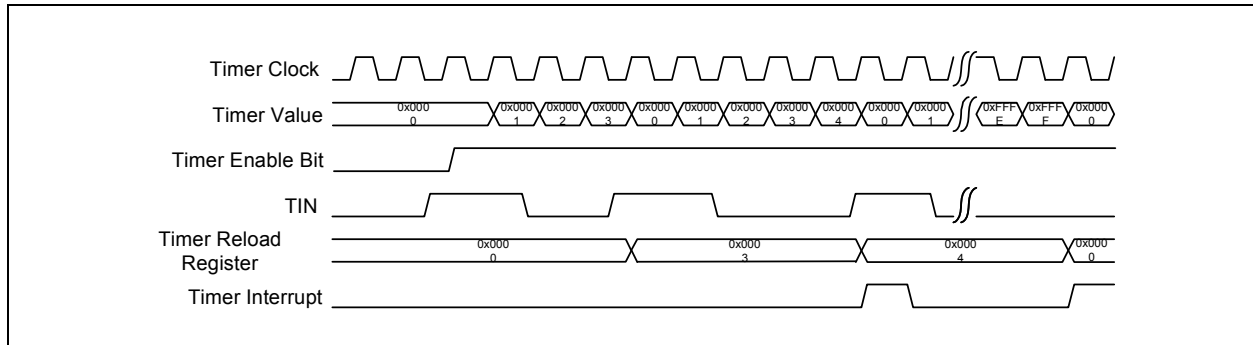 Timer Clock
Timer Value
0x000 0x000 0x000 0x000 0x000 0x000 0x000 0x000 0x000 0x000 0x001 0xFFF 0xFFF 0x000
0 1 2 3 0 1 2 3 4 0 1 E F 0
Timer Enable Bit
TIN
Timer Reload
Register
0x000 0x000 0x000 0x000
0 3 4 0
Timer Interrupt